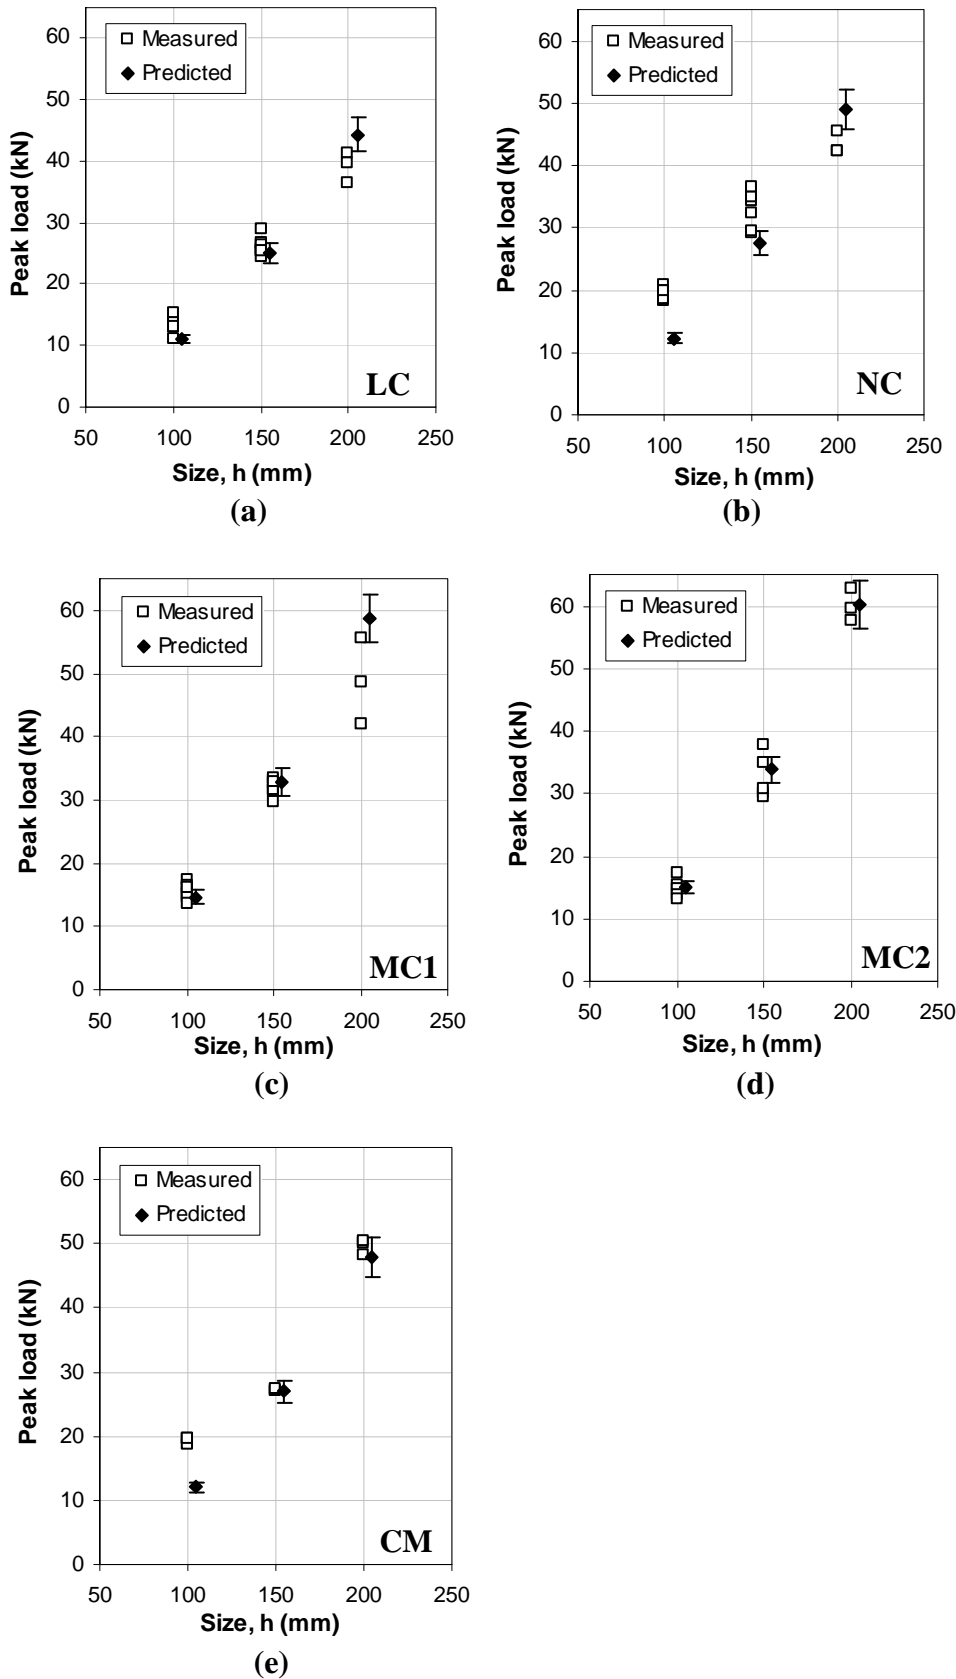 60
50
40
30
20
10
0
Peak load (kN)
Measured
Predicted
LC
50 100 150 200 250
Size, h (mm)
(a)
60
50
40
30
20
10
0
Peak load (kN)
Measured
Predicted
NC
50 100 150 200 250
Size, h (mm)
(b)
60
50
40
30
20
10
0
Peak load (kN)
Measured
Predicted
MC1
50 100 150 200 250
Size, h (mm)
(c)
60
50
40
30
20
10
0
Peak load (kN)
Measured
Predicted
MC2
50 100 150 200 250
Size, h (mm)
(d)
60
50
40
30
20
10
0
Peak load (kN)
Measured
Predicted
CM
50 100 150 200 250
Size, h (mm)
(e)